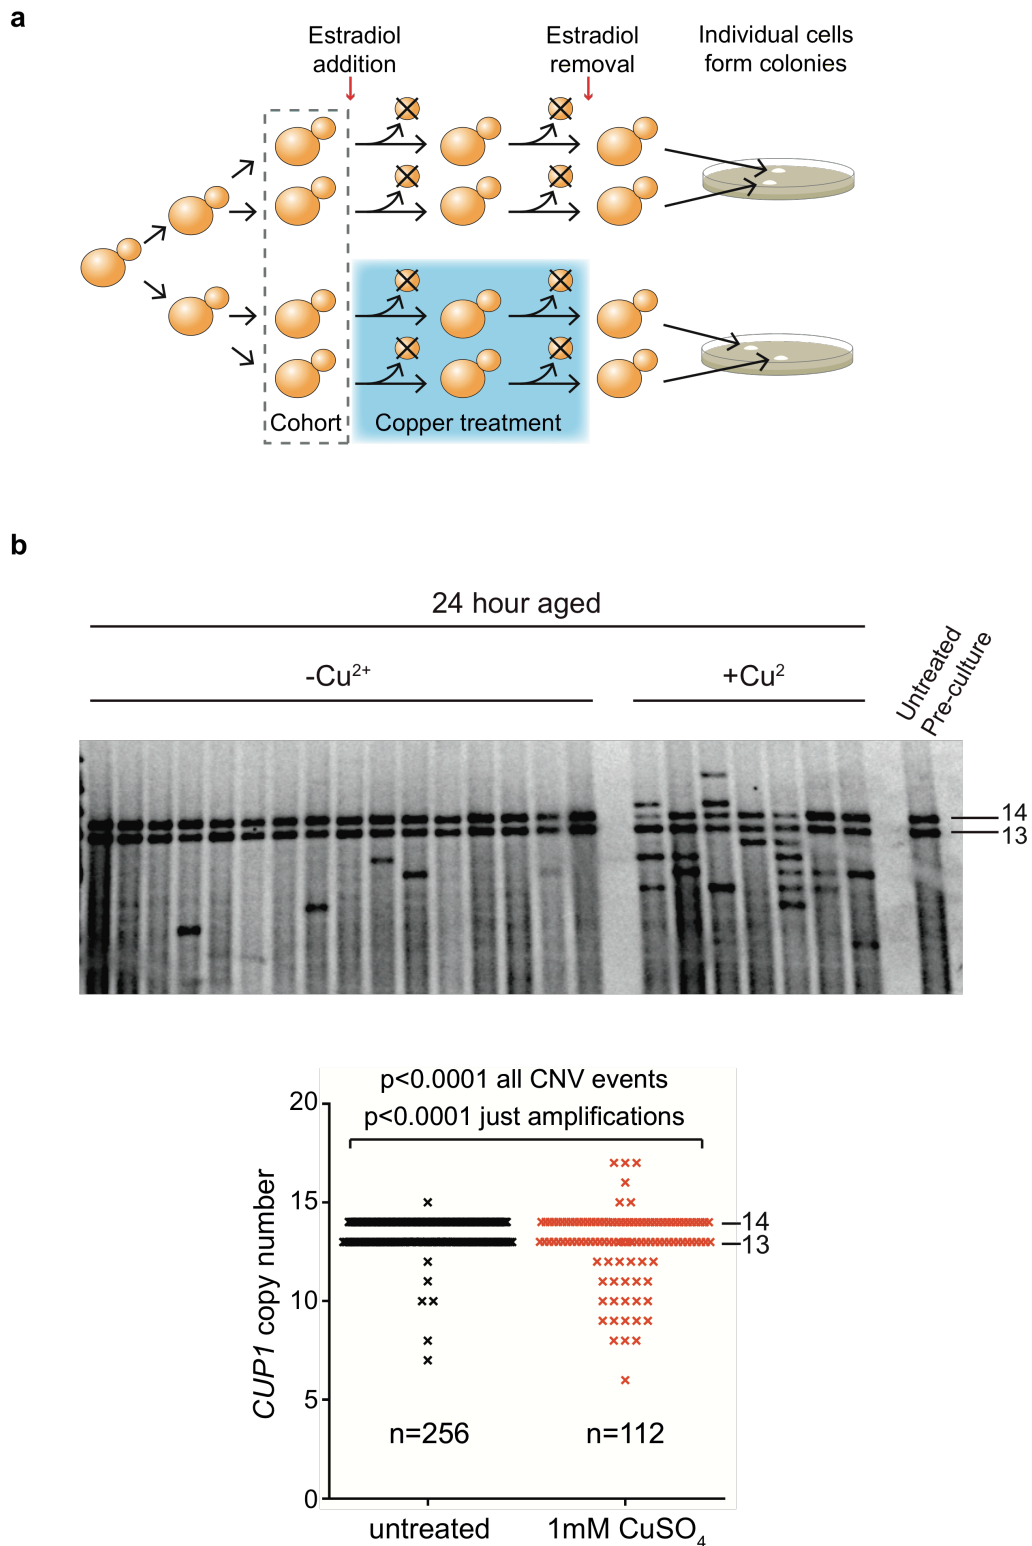 a
Estradiol
addition
Estradiol
removal
Individual cells
form colonies
Cohort
Copper treatment
b
24 hour aged
-Cu²⁺
+Cu²
Untreated
Pre-culture
14
13
p<0.0001 all CNV events
p<0.0001 just amplifications
20
15
10
5
0
CUP1 copy number
14
13
n=256
n=112
untreated
1mM CuSO₄